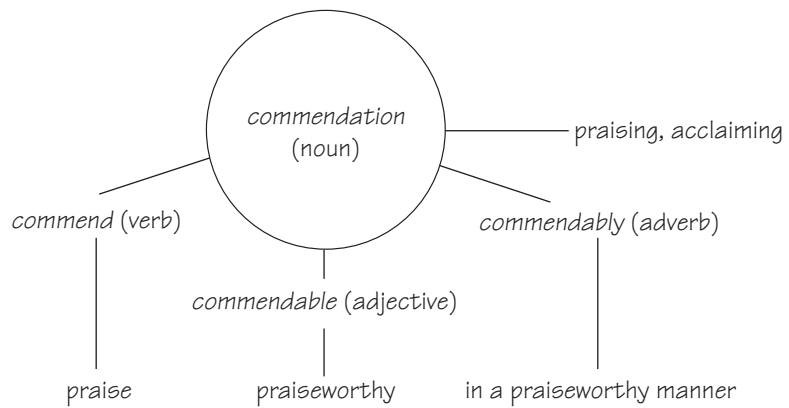 commendation
(noun)
praising, acclaiming
commend (verb)
commendably (adverb)
commendable (adjective)
praise
praiseworthy
in a praiseworthy manner